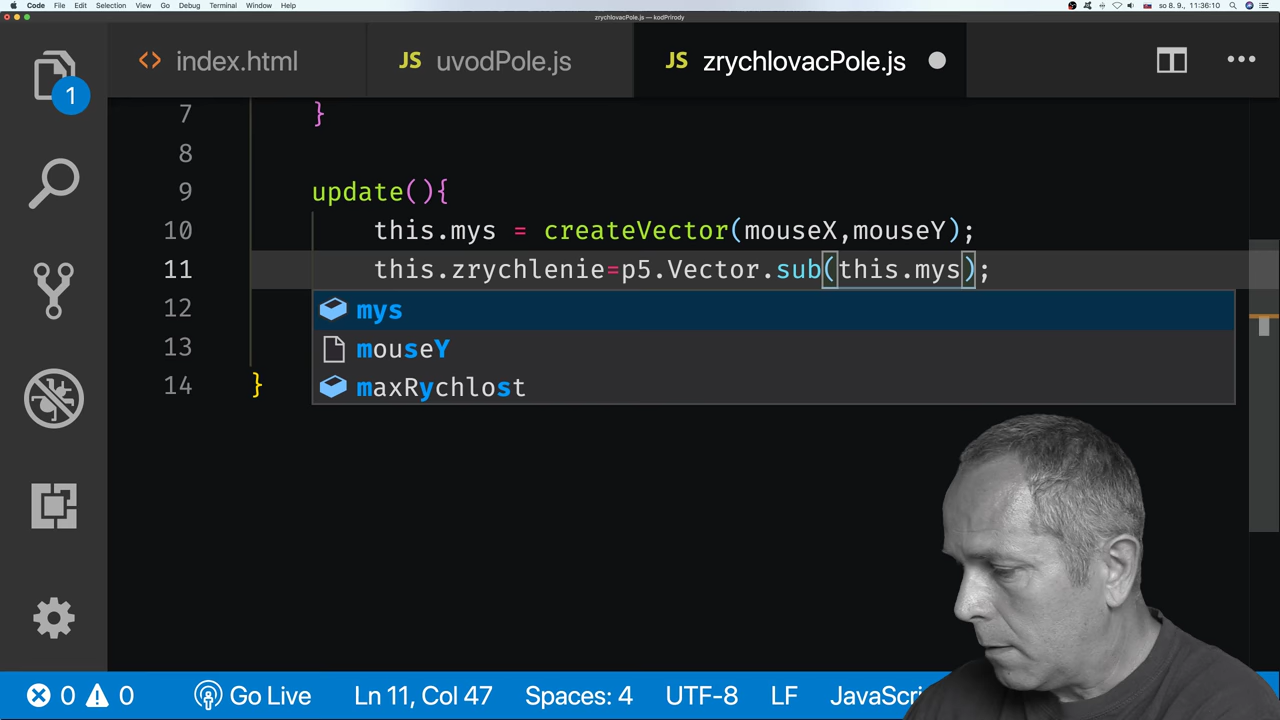 Code File Edit Selection View Go Debug Terminal Window Help so 8. 9., 11:36:10
zrychlovacPole.js — kodPrirody
index.html JS uvodPole.js JS zrychlovacPole.js
1
7 }
8
9 update(){
10 this.mys = createVector(mouseX,mouseY);
11 this.zrychlenie=p5.Vector.sub(this.mys);
12 mys
13 mouseY
14 } maxRychlost
0 0 Go Live Ln 11, Col 47 Spaces: 4 UTF-8 LF